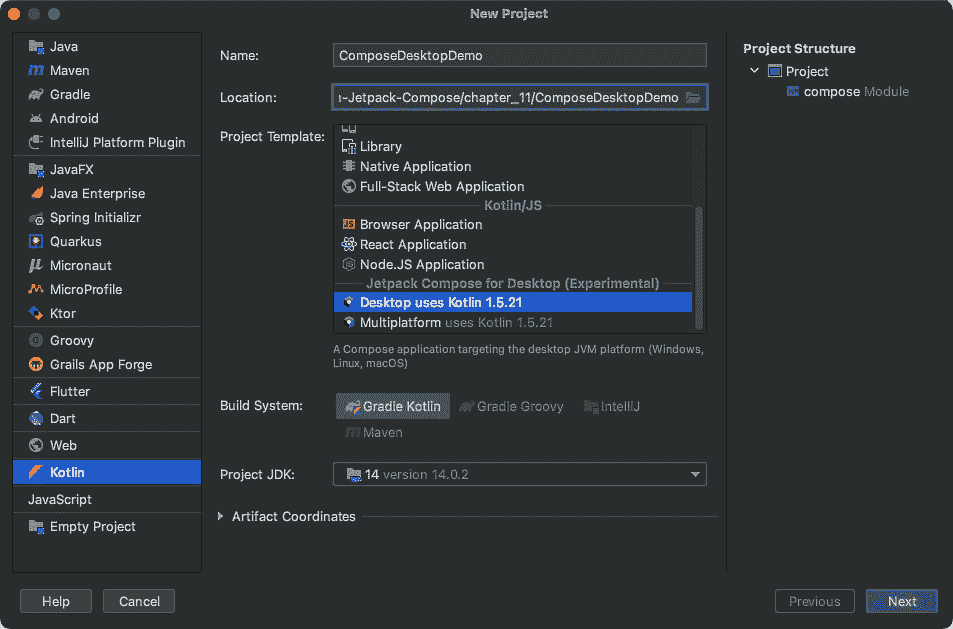 New Project
Java
Maven
Gradle
Android
IntelliJ Platform Plugin
JavaFX
Java Enterprise
Spring Initializr
Quarkus
Micronaut
MicroProfile
Ktor
Groovy
Grails App Forge
Flutter
Dart
Web
Kotlin
JavaScript
Empty Project
Name: ComposeDesktopDemo
Location: -Jetpack-Compose/chapter_11/ComposeDesktopDemo
Project Template:
Library
Native Application
Full-Stack Web Application
Kotlin/JS
Browser Application
React Application
Node.JS Application
Jetpack Compose for Desktop (Experimental)
Desktop uses Kotlin 1.5.21
Multiplatform uses Kotlin 1.5.21
A Compose application targeting the desktop JVM platform (Windows,
Linux, macOS)
Build System: Gradle Kotlin Gradle Groovy IntelliJ
Maven
Project JDK: 14 version 14.0.2
Artifact Coordinates
Project Structure
Project
compose Module
Help Cancel Previous Next